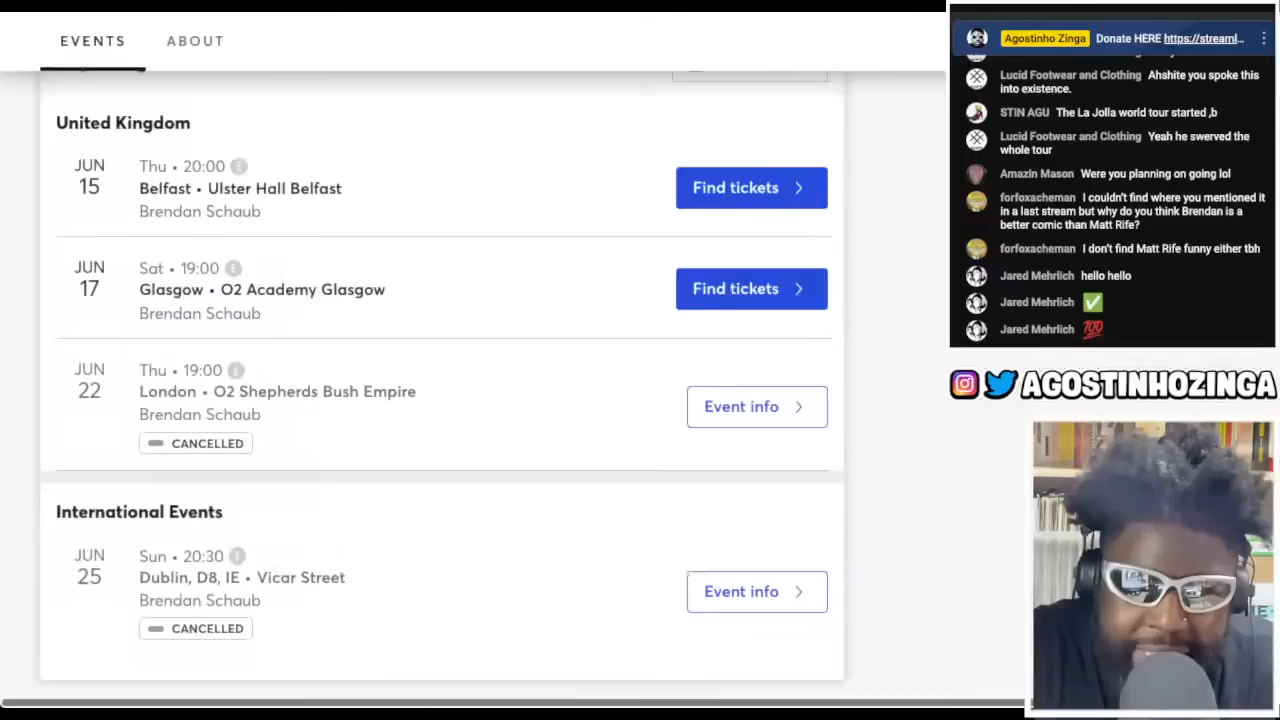 EVENTS
ABOUT
United Kingdom
JUN
15
Thu • 20:00
Belfast • Ulster Hall Belfast
Brendan Schaub
Find tickets
JUN
17
Sat • 19:00
Glasgow • O2 Academy Glasgow
Brendan Schaub
Find tickets
JUN
22
Thu • 19:00
London • O2 Shepherds Bush Empire
Brendan Schaub
CANCELLED
Event info
International Events
JUN
25
Sun • 20:30
Dublin, D8, IE • Vicar Street
Brendan Schaub
CANCELLED
Event info
Agostinho Zinga Donate HERE https://streaml...
Lucid Footwear and Clothing Ahshite you spoke this
into existence.
STIN AGU The La Jolla world tour started ,b
Lucid Footwear and Clothing Yeah he swerved the
whole tour
Amazin Mason Were you planning on going lol
forfoxacheman I couldn't find where you mentioned it
in a last stream but why do you think Brendan is a
better comic than Matt Rife?
forfoxacheman I don't find Matt Rife funny either tbh
Jared Mehrlich hello hello
Jared Mehrlich ✅
Jared Mehrlich 💯
AGOSTINHOZINGA